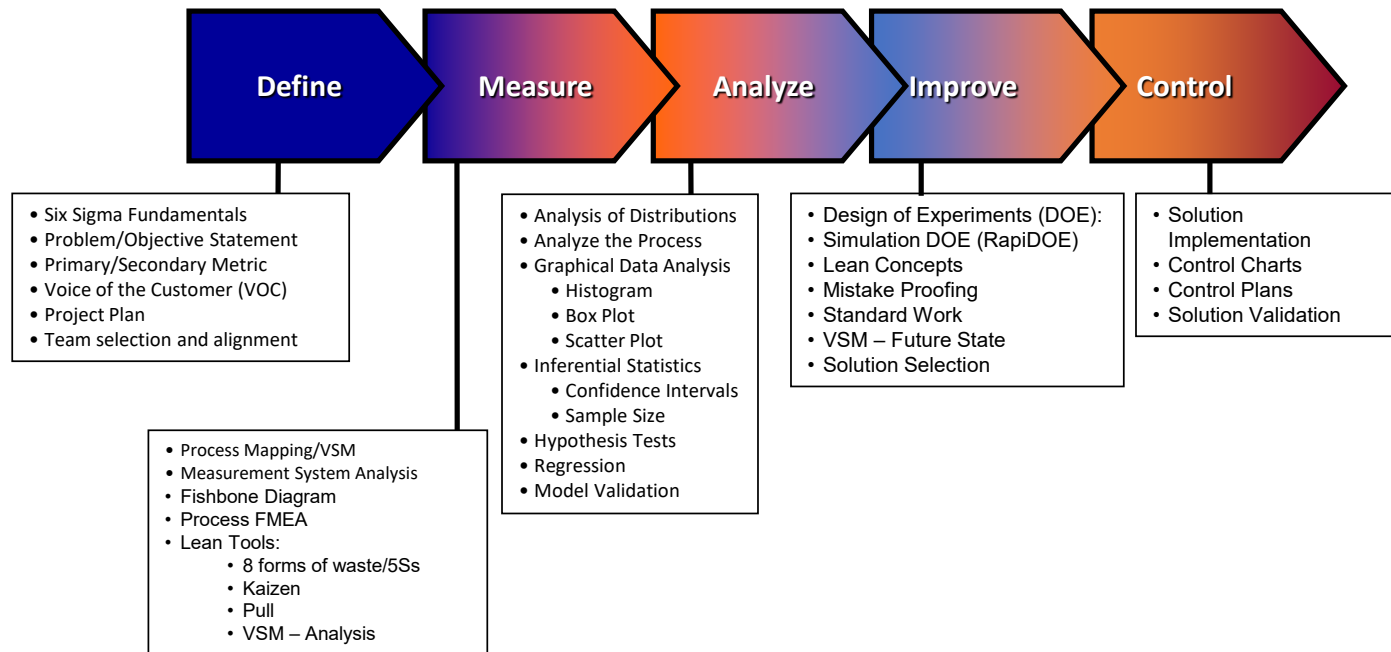 Define
Measure
Analyze
Improve
Control
• Six Sigma Fundamentals
• Problem/Objective Statement
• Primary/Secondary Metric
• Voice of the Customer (VOC)
• Project Plan
• Team selection and alignment
• Process Mapping/VSM
• Measurement System Analysis
• Fishbone Diagram
• Process FMEA
• Lean Tools:
• 8 forms of waste/5Ss
• Kaizen
• Pull
• VSM – Analysis
• Analysis of Distributions
• Analyze the Process
• Graphical Data Analysis
• Histogram
• Box Plot
• Scatter Plot
• Inferential Statistics
• Confidence Intervals
• Sample Size
• Hypothesis Tests
• Regression
• Model Validation
• Design of Experiments (DOE):
• Simulation DOE (RapiDOE)
• Lean Concepts
• Mistake Proofing
• Standard Work
• VSM – Future State
• Solution Selection
• Solution
Implementation
• Control Charts
• Control Plans
• Solution Validation